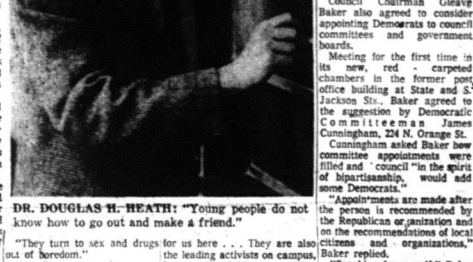 DR. DOUGLAS H. HEATH: "Young people do not
know how to go out and make a friend."
"They turn to sex and drugs
out of boredom."
for us here . . . They are also
the leading activists on campus,
Council Chairman Gleave
Baker also agreed to consider
appointing Democrats to council
committees and government
boards.
Meeting for the first time in
its new, red - carpeted
chambers in the former post
office building at State and S.
Jackson Sts., Baker agreed to
the suggestion by Democratic
Committeeman James
Cunningham, 224 N. Orange St.
Cunningham asked Baker how
committee appointments were
filled and council "in the spirit
of bipartisanship, would add
some Democrats."
"Appointments are made after
the person is recommended by
the Republican organization and
on the recommendations of local
citizens and organizations,"
Baker replied.